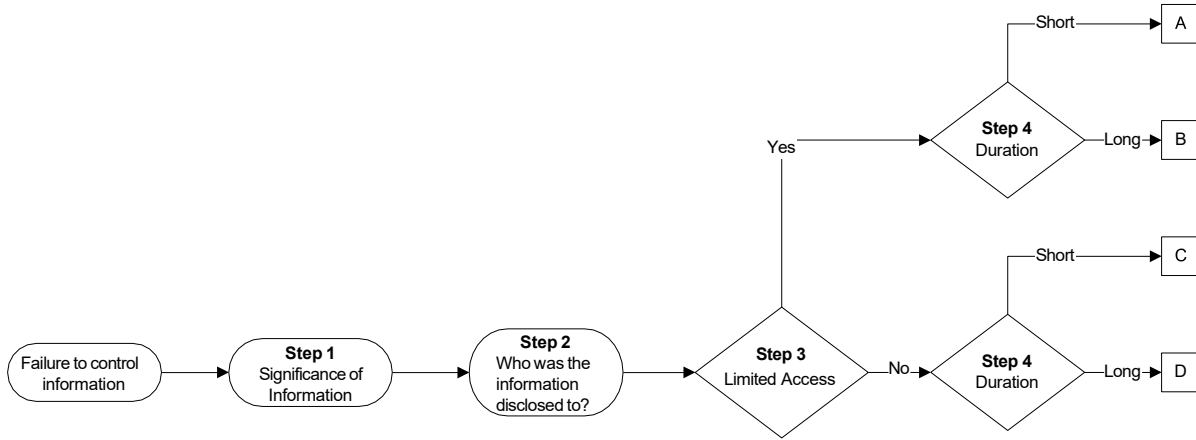 Failure to control
information
Step 1
Significance of
Information
Step 2
Who was the
information
disclosed to?
Step 3
Limited Access
Yes
No
Step 4
Duration
Short
A
Long
B
Step 4
Duration
Short
C
Long
D